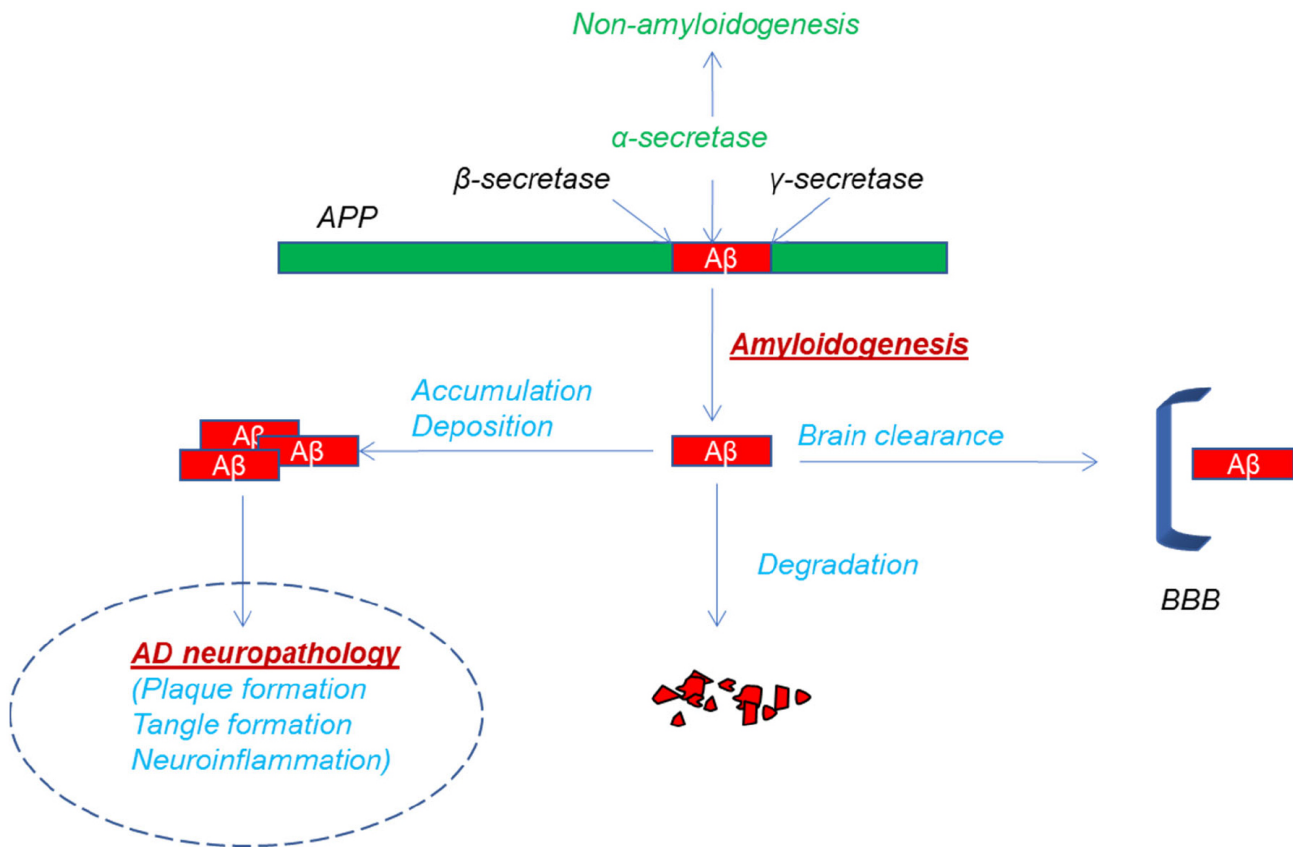 Non-amyloidogenesis
α-secretase
β-secretase
γ-secretase
APP
Aβ
Amyloidogenesis
Accumulation
Deposition
Aβ
Aβ
Aβ
Aβ
Brain clearance
Aβ
Degradation
BBB
AD neuropathology
(Plaque formation
Tangle formation
Neuroinflammation)